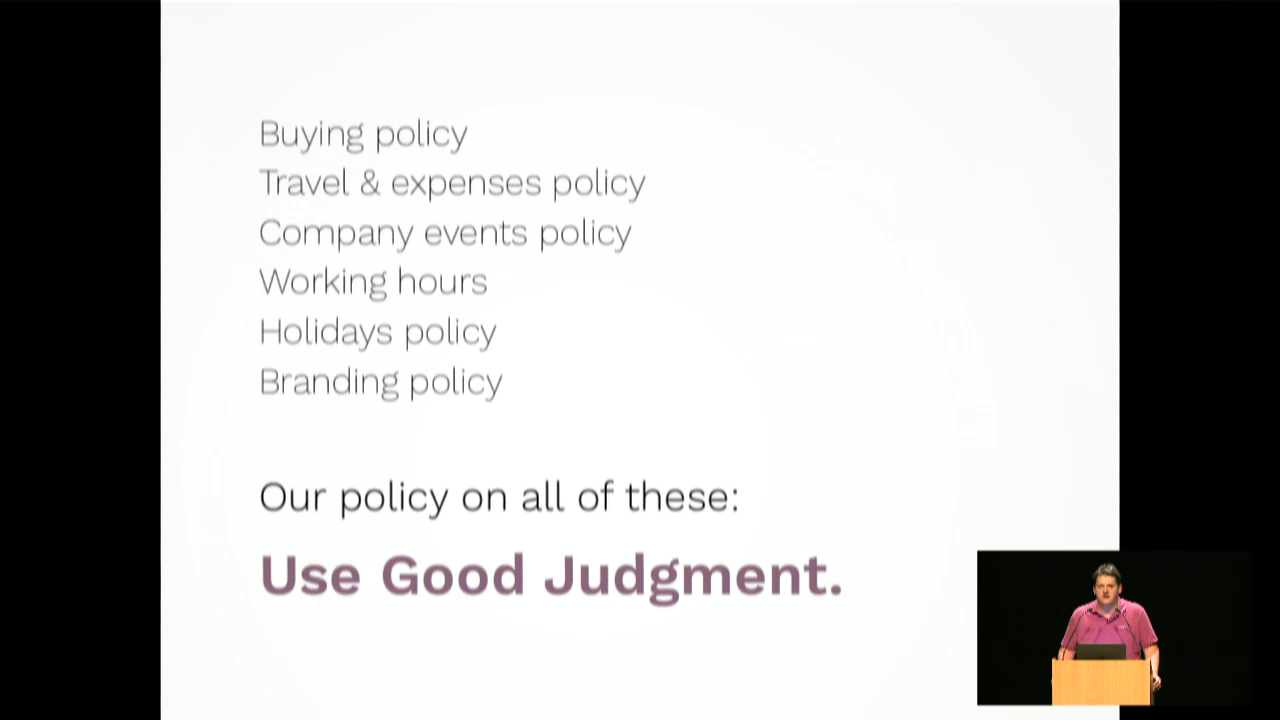 Buying policy
Travel & expenses policy
Company events policy
Working hours
Holidays policy
Branding policy
Our policy on all of these:
Use Good Judgment.